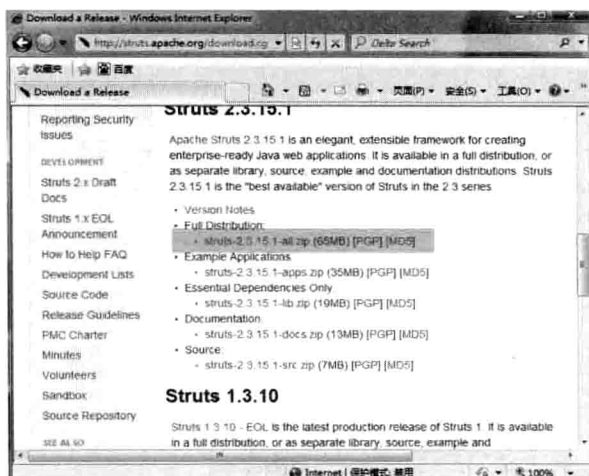 Download a Release - Windows Internet Explorer
http://struts.apache.org/download.cg
Delta Search
收藏夹 百度
Download a Release
页面(P) 安全(S) 工具(O)
Reporting Security
Issues
DEVELOPMENT
Struts 2.x Draft
Docs
Struts 1.x EOL
Announcement
How to Help FAQ
Development Lists
Source Code
Release Guidelines
PMC Charter
Minutes
Volunteers
Sandbox
Source Repository
SEE ALSO
Struts 2.3.15.1
Apache Struts 2.3.15.1 is an elegant, extensible framework for creating
enterprise-ready Java web applications. It is available in a full distribution, or
as separate library, source, example and documentation distributions. Struts
2.3.15.1 is the "best available" version of Struts in the 2.3 series
Version Notes
Full Distribution:
struts-2.3.15.1-all.zip (65MB) [PGP] [MD5]
Example Applications
struts-2.3.15.1-apps.zip (35MB) [PGP] [MD5]
Essential Dependencies Only
struts-2.3.15.1-lib.zip (19MB) [PGP] [MD5]
Documentation:
struts-2.3.15.1-docs.zip (13MB) [PGP] [MD5]
Source:
struts-2.3.15.1-src.zip (7MB) [PGP] [MD5]
Struts 1.3.10
Struts 1.3.10 - EOL is the latest production release of Struts 1. It is available
in a full distribution, or as separate library, source, example and
Internet | 保护模式: 禁用
100%